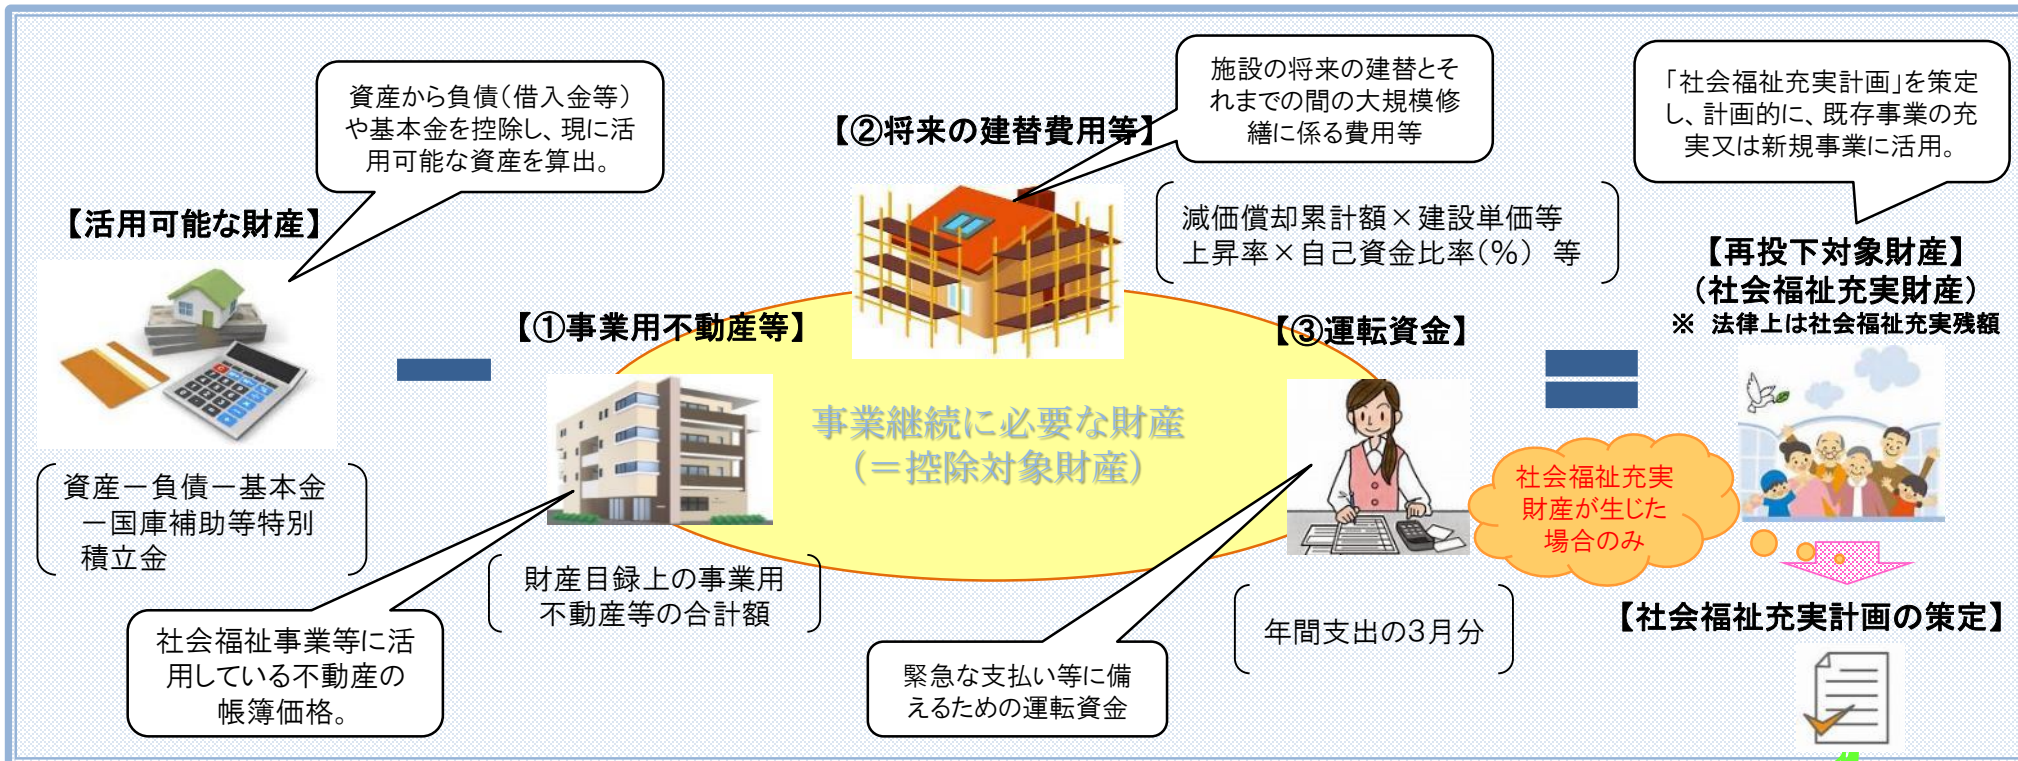 資産から負債(借入金等)
や基本金を控除し、現に活
用可能な資産を算出。
【活用可能な財産】
資産－負債－基本金
－国庫補助等特別
積立金
社会福祉事業等に活
用している不動産の
帳簿価格。
【①事業用不動産等】
財産目録上の事業用
不動産等の合計額
【②将来の建替費用等】
施設の将来の建替とそ
れまでの間の大規模修
繕に係る費用等
減価償却累計額×建設単価等
上昇率×自己資金比率(%) 等
事業継続に必要な財産
(＝控除対象財産)
【③運転資金】
緊急な支払い等に備
えるための運転資金
年間支出の3月分
「社会福祉充実計画」を策定
し、計画的に、既存事業の充
実又は新規事業に活用。
【再投下対象財産】
(社会福祉充実財産)
※ 法律上は社会福祉充実残額
社会福祉充実
財産が生じた
場合のみ
【社会福祉充実計画の策定】